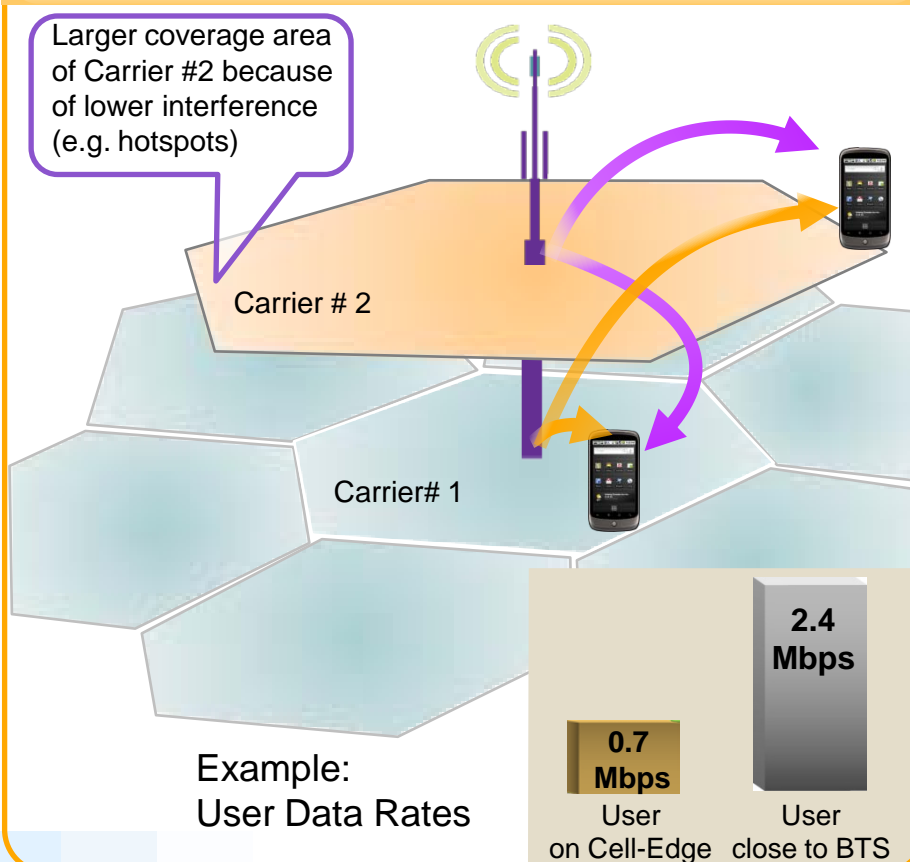 Larger coverage area
of Carrier #2 because
of lower interference
(e.g. hotspots)
Carrier # 2
Carrier# 1
Example:
User Data Rates
0.7
Mbps
2.4
Mbps
User
on Cell-Edge
User
close to BTS